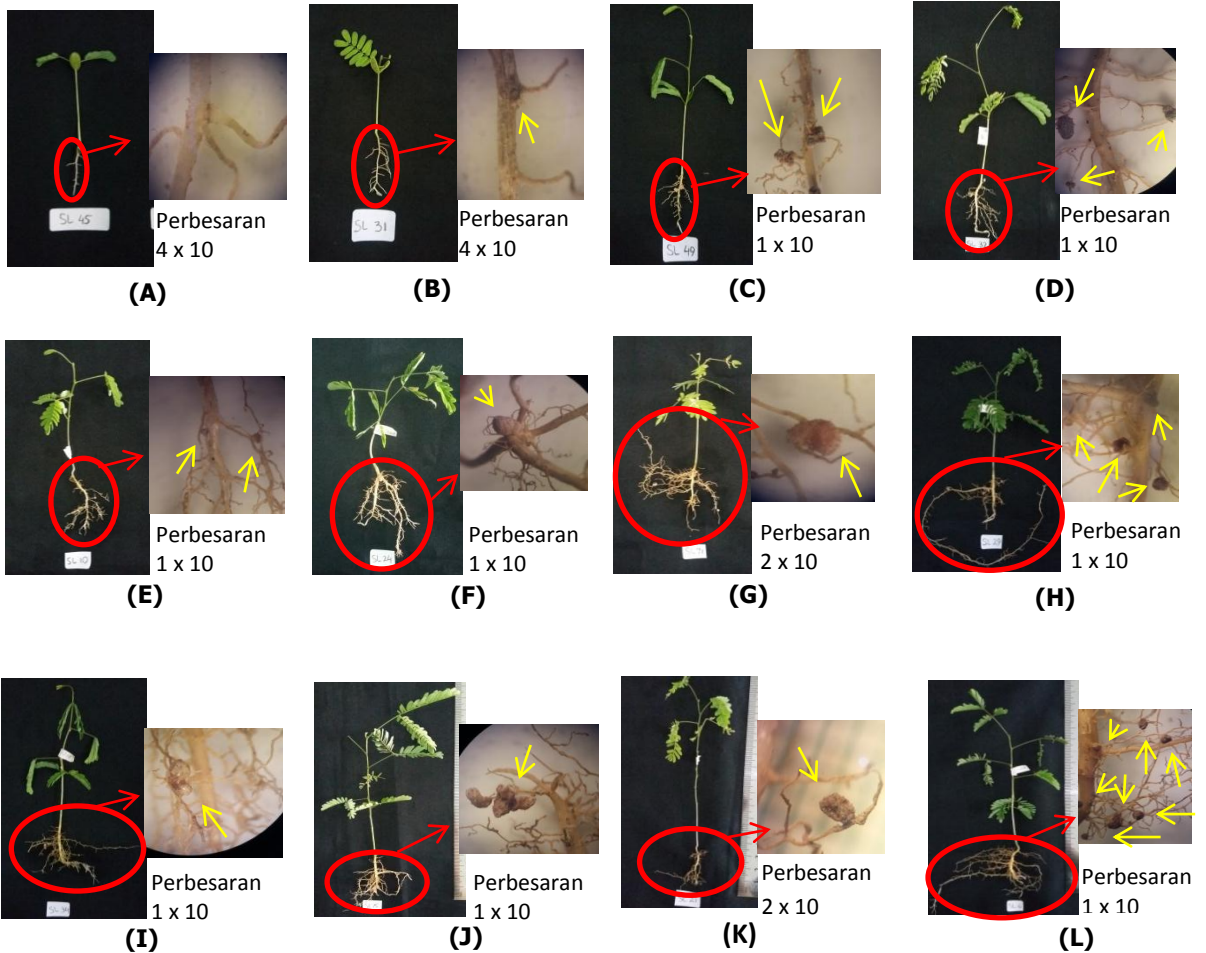 SL 45
Perbesaran
4 x 10
(A)
SL 31
Perbesaran
4 x 10
(B)
SL 49
Perbesaran
1 x 10
(C)
Perbesaran
1 x 10
(D)
Perbesaran
1 x 10
(E)
SL 24
Perbesaran
1 x 10
(F)
Perbesaran
2 x 10
(G)
Perbesaran
1 x 10
(H)
Perbesaran
1 x 10
(I)
Perbesaran
1 x 10
(J)
Perbesaran
2 x 10
(K)
Perbesaran
1 x 10
(L)